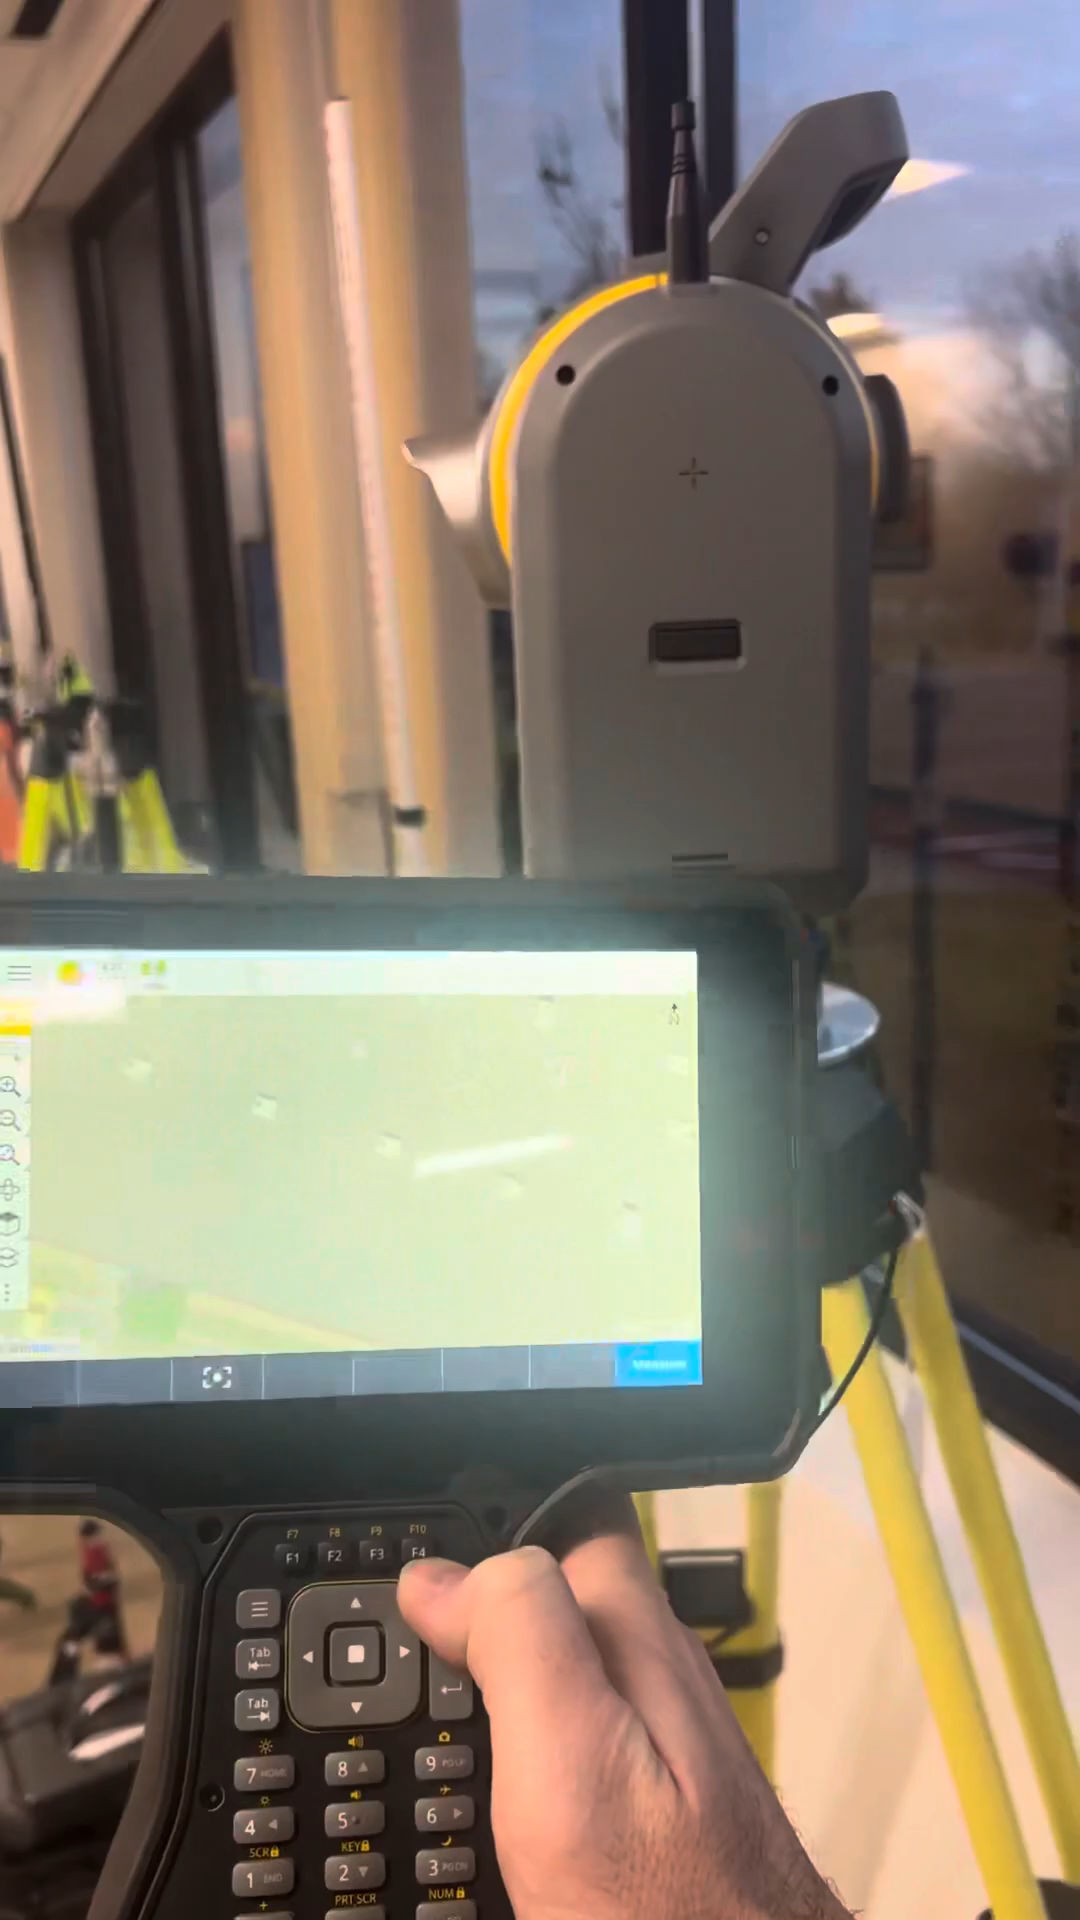 Measure
F7 F8 F9 F10
F1 F2 F3 F4
Tab
Tab
7 HOME 8 9 PG UP
4 5 6
SCR KEY
1 END 2 3 PG DN
PRT SCR NUM